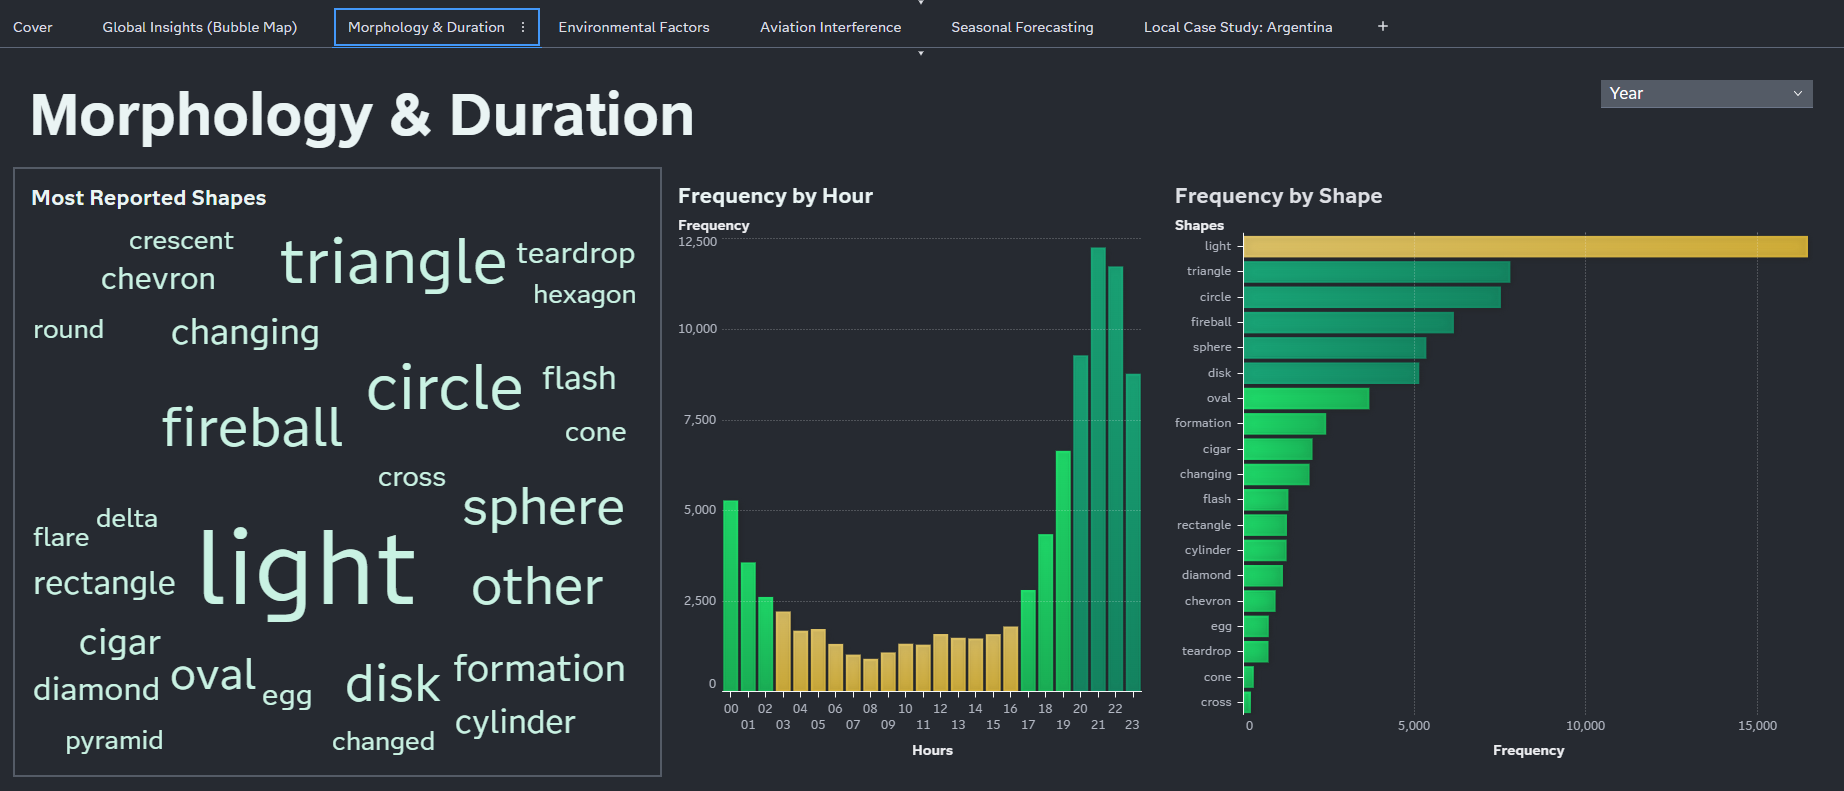 Cover Global Insights (Bubble Map) Morphology & Duration Environmental Factors Aviation Interference Seasonal Forecasting Local Case Study: Argentina +
Morphology & Duration
Year
Most Reported Shapes
crescent
triangle
teardrop
chevron
hexagon
round
changing
circle
flash
fireball
cone
cross
sphere
delta
flare
light
rectangle
other
cigar
oval
disk
formation
diamond
egg
cylinder
pyramid
changed
Frequency by Hour
Frequency
12,500
10,000
7,500
5,000
2,500
0
00 02 04 06 08 10 12 14 16 18 20 22
01 03 05 07 09 11 13 15 17 19 21 23
Hours
Frequency by Shape
Shapes
light
triangle
circle
fireball
sphere
disk
oval
formation
cigar
changing
flash
rectangle
cylinder
diamond
chevron
egg
teardrop
cone
cross
0 5,000 10,000 15,000
Frequency